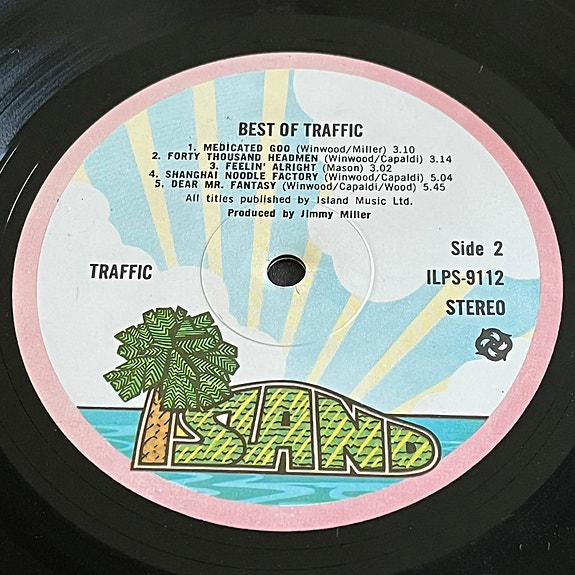 BEST OF TRAFFIC
1. MEDICATED GOO (Winwood/Miller) 3.10
2. FORTY THOUSAND HEADMEN (Winwood/Capaldi) 3.14
3. FEELIN' ALRIGHT (Mason) 3.02
4. SHANGHAI NOODLE FACTORY (Winwood/Capaldi) 5.04
5. DEAR MR. FANTASY (Winwood/Capaldi/Wood) 5.45
All titles published by Island Music Ltd.
Produced by Jimmy Miller
TRAFFIC
Side 2
ILPS-9112
STEREO
ISLAND